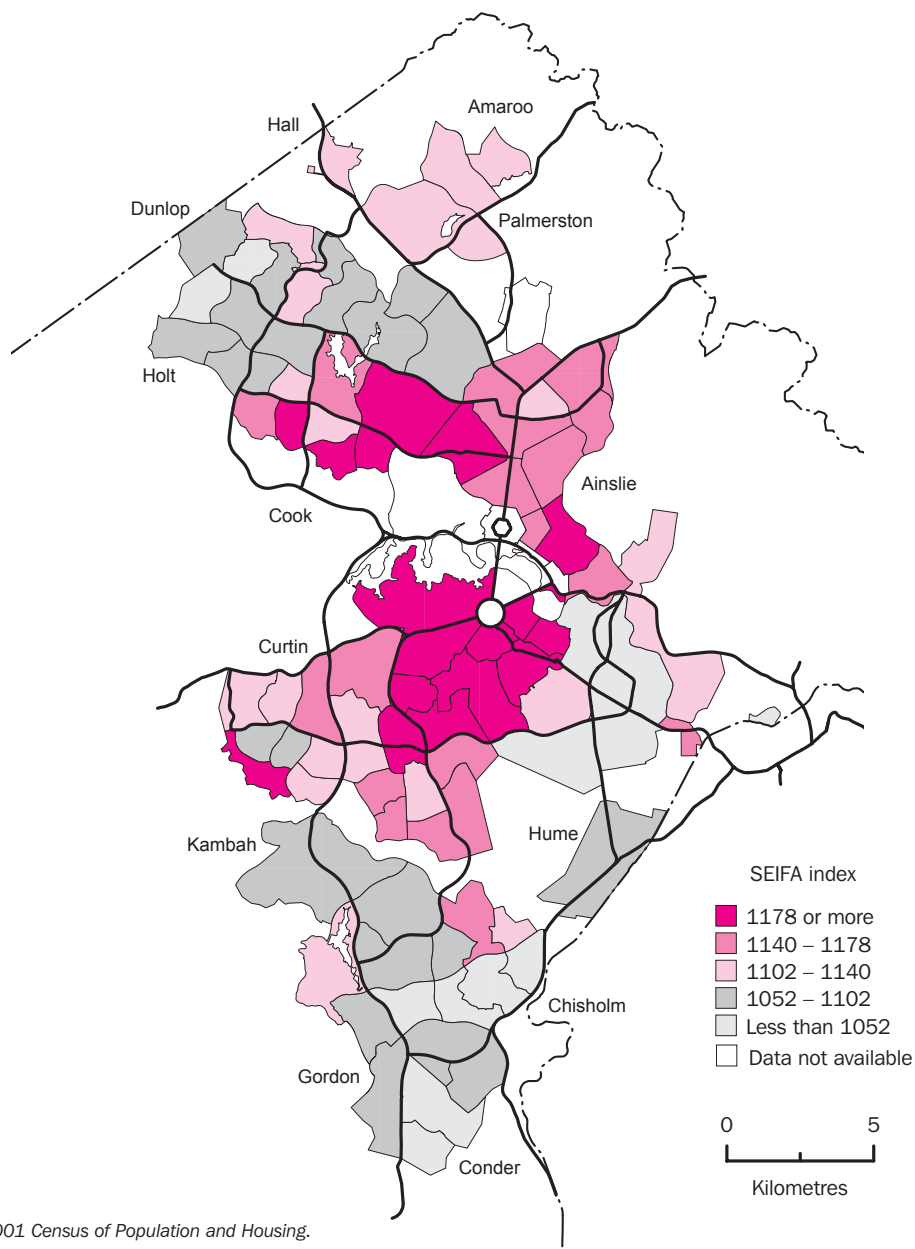 Amaroo
Hall
Dunlop
Palmerston
Holt
Ainslie
Cook
Curtin
Kambah
Hume
SEIFA index
1178 or more
1140 – 1178
1102 – 1140
1052 – 1102
Less than 1052
Data not available
Chisholm
Gordon
0 5
Kilometres
Conder
001 Census of Population and Housing.